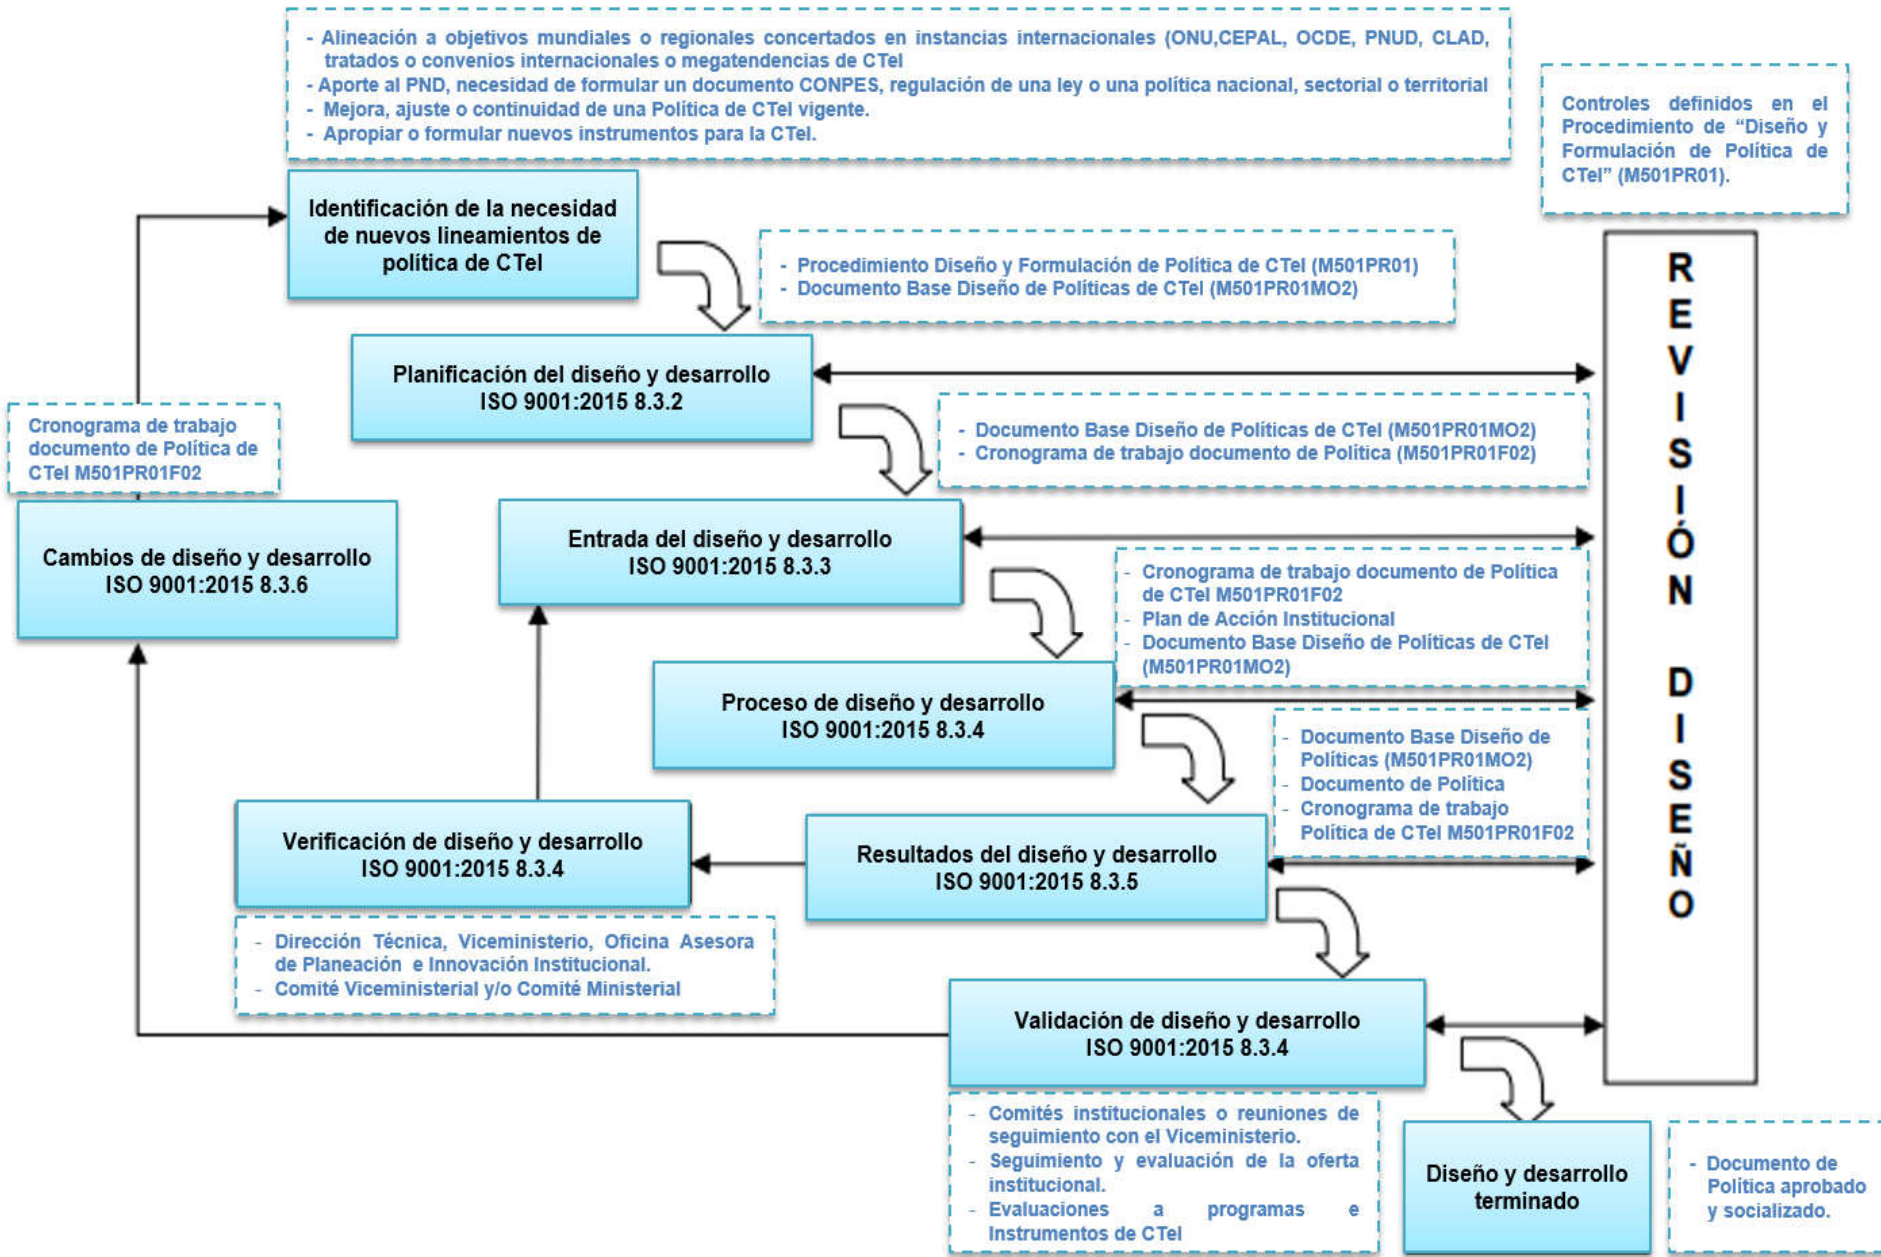 - Alineación a objetivos mundiales o regionales concertados en instancias internacionales (ONU,CEPAL, OCDE, PNUD, CLAD,
tratados o convenios internacionales o megatendencias de CTeI
- Aporte al PND, necesidad de formular un documento CONPES, regulación de una ley o una política nacional, sectorial o territorial
- Mejora, ajuste o continuidad de una Política de CTeI vigente.
- Apropiar o formular nuevos instrumentos para la CTeI.
Controles definidos en el
Procedimiento de “Diseño y
Formulación de Política de
CTeI” (M501PR01).
Identificación de la necesidad
de nuevos lineamientos de
política de CTeI
- Procedimiento Diseño y Formulación de Política de CTeI (M501PR01)
- Documento Base Diseño de Políticas de CTeI (M501PR01MO2)
REVISIÓN DISEÑO
Planificación del diseño y desarrollo
ISO 9001:2015 8.3.2
Cronograma de trabajo
documento de Política de
CTeI M501PR01F02
- Documento Base Diseño de Políticas de CTeI (M501PR01MO2)
- Cronograma de trabajo documento de Política (M501PR01F02)
Cambios de diseño y desarrollo
ISO 9001:2015 8.3.6
Entrada del diseño y desarrollo
ISO 9001:2015 8.3.3
- Cronograma de trabajo documento de Política
de CTeI M501PR01F02
- Plan de Acción Institucional
- Documento Base Diseño de Políticas de CTeI
(M501PR01MO2)
Proceso de diseño y desarrollo
ISO 9001:2015 8.3.4
- Documento Base Diseño de
Políticas (M501PR01MO2)
- Documento de Política
- Cronograma de trabajo
Política de CTeI M501PR01F02
Verificación de diseño y desarrollo
ISO 9001:2015 8.3.4
Resultados del diseño y desarrollo
ISO 9001:2015 8.3.5
- Dirección Técnica, Viceministerio, Oficina Asesora
de Planeación e Innovación Institucional.
- Comité Viceministerial y/o Comité Ministerial
Validación de diseño y desarrollo
ISO 9001:2015 8.3.4
- Comités institucionales o reuniones de
seguimiento con el Viceministerio.
- Seguimiento y evaluación de la oferta
institucional.
- Evaluaciones a programas e
Instrumentos de CTeI
Diseño y desarrollo
terminado
- Documento de
Política aprobado
y socializado.